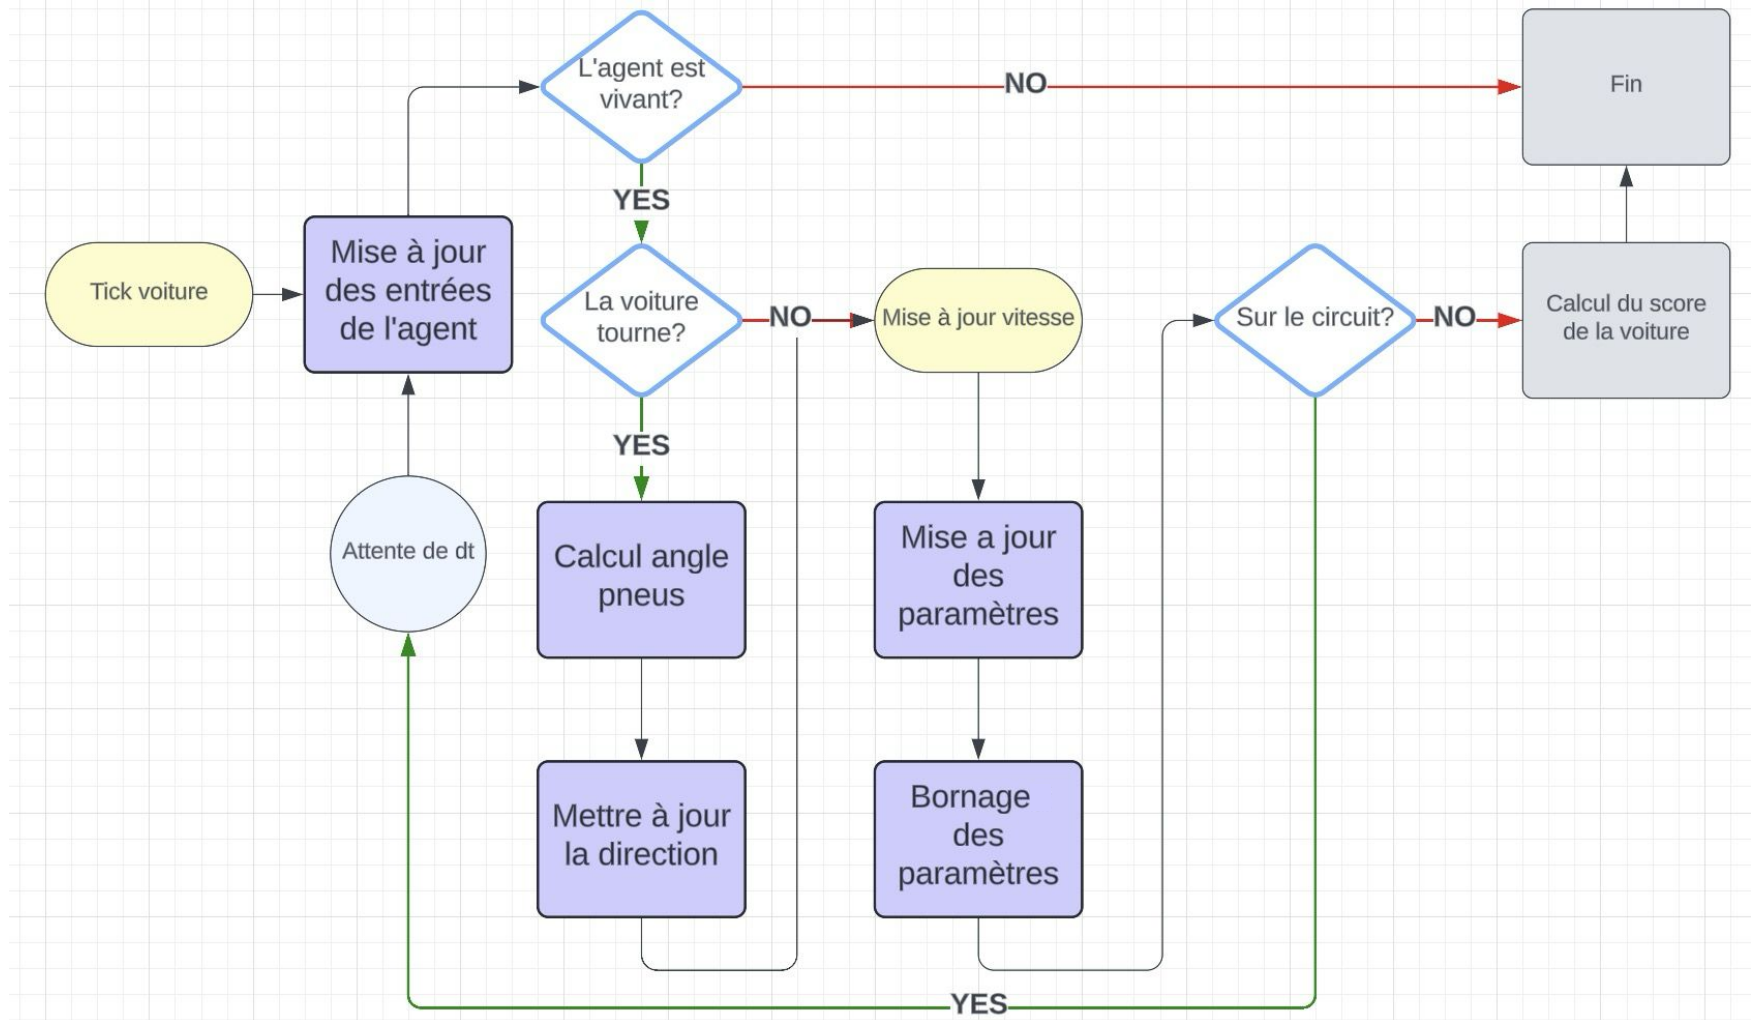 L'agent est
vivant?
NO
Fin
YES
Tick voiture
Mise à jour
des entrées
de l'agent
La voiture
tourne?
NO
Mise à jour vitesse
Sur le circuit?
NO
Calcul du score
de la voiture
YES
Attente de dt
Calcul angle
pneus
Mise a jour
des
paramètres
Mettre à jour
la direction
Bornage
des
paramètres
YES